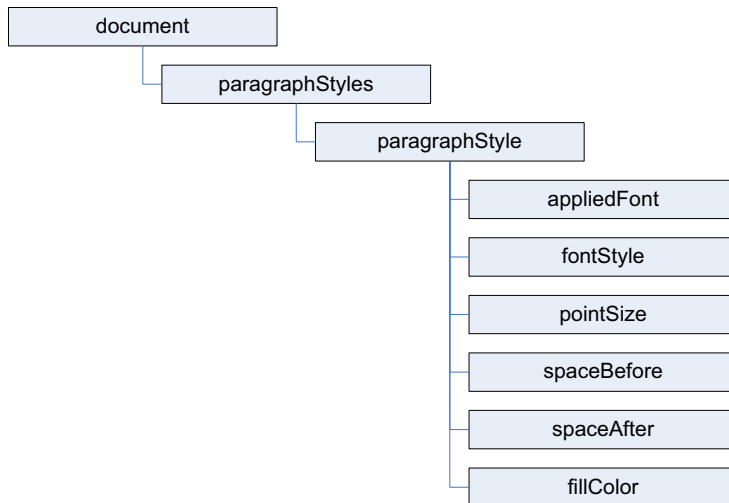 document
paragraphStyles
paragraphStyle
appliedFont
fontStyle
pointSize
spaceBefore
spaceAfter
fillColor